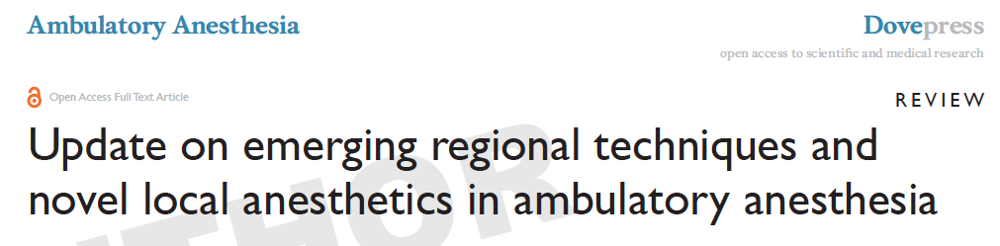 Ambulatory Anesthesia
Dovepress
open access to scientific and medical research
Open Access Full Text Article
REVIEW
Update on emerging regional techniques and
novel local anesthetics in ambulatory anesthesia